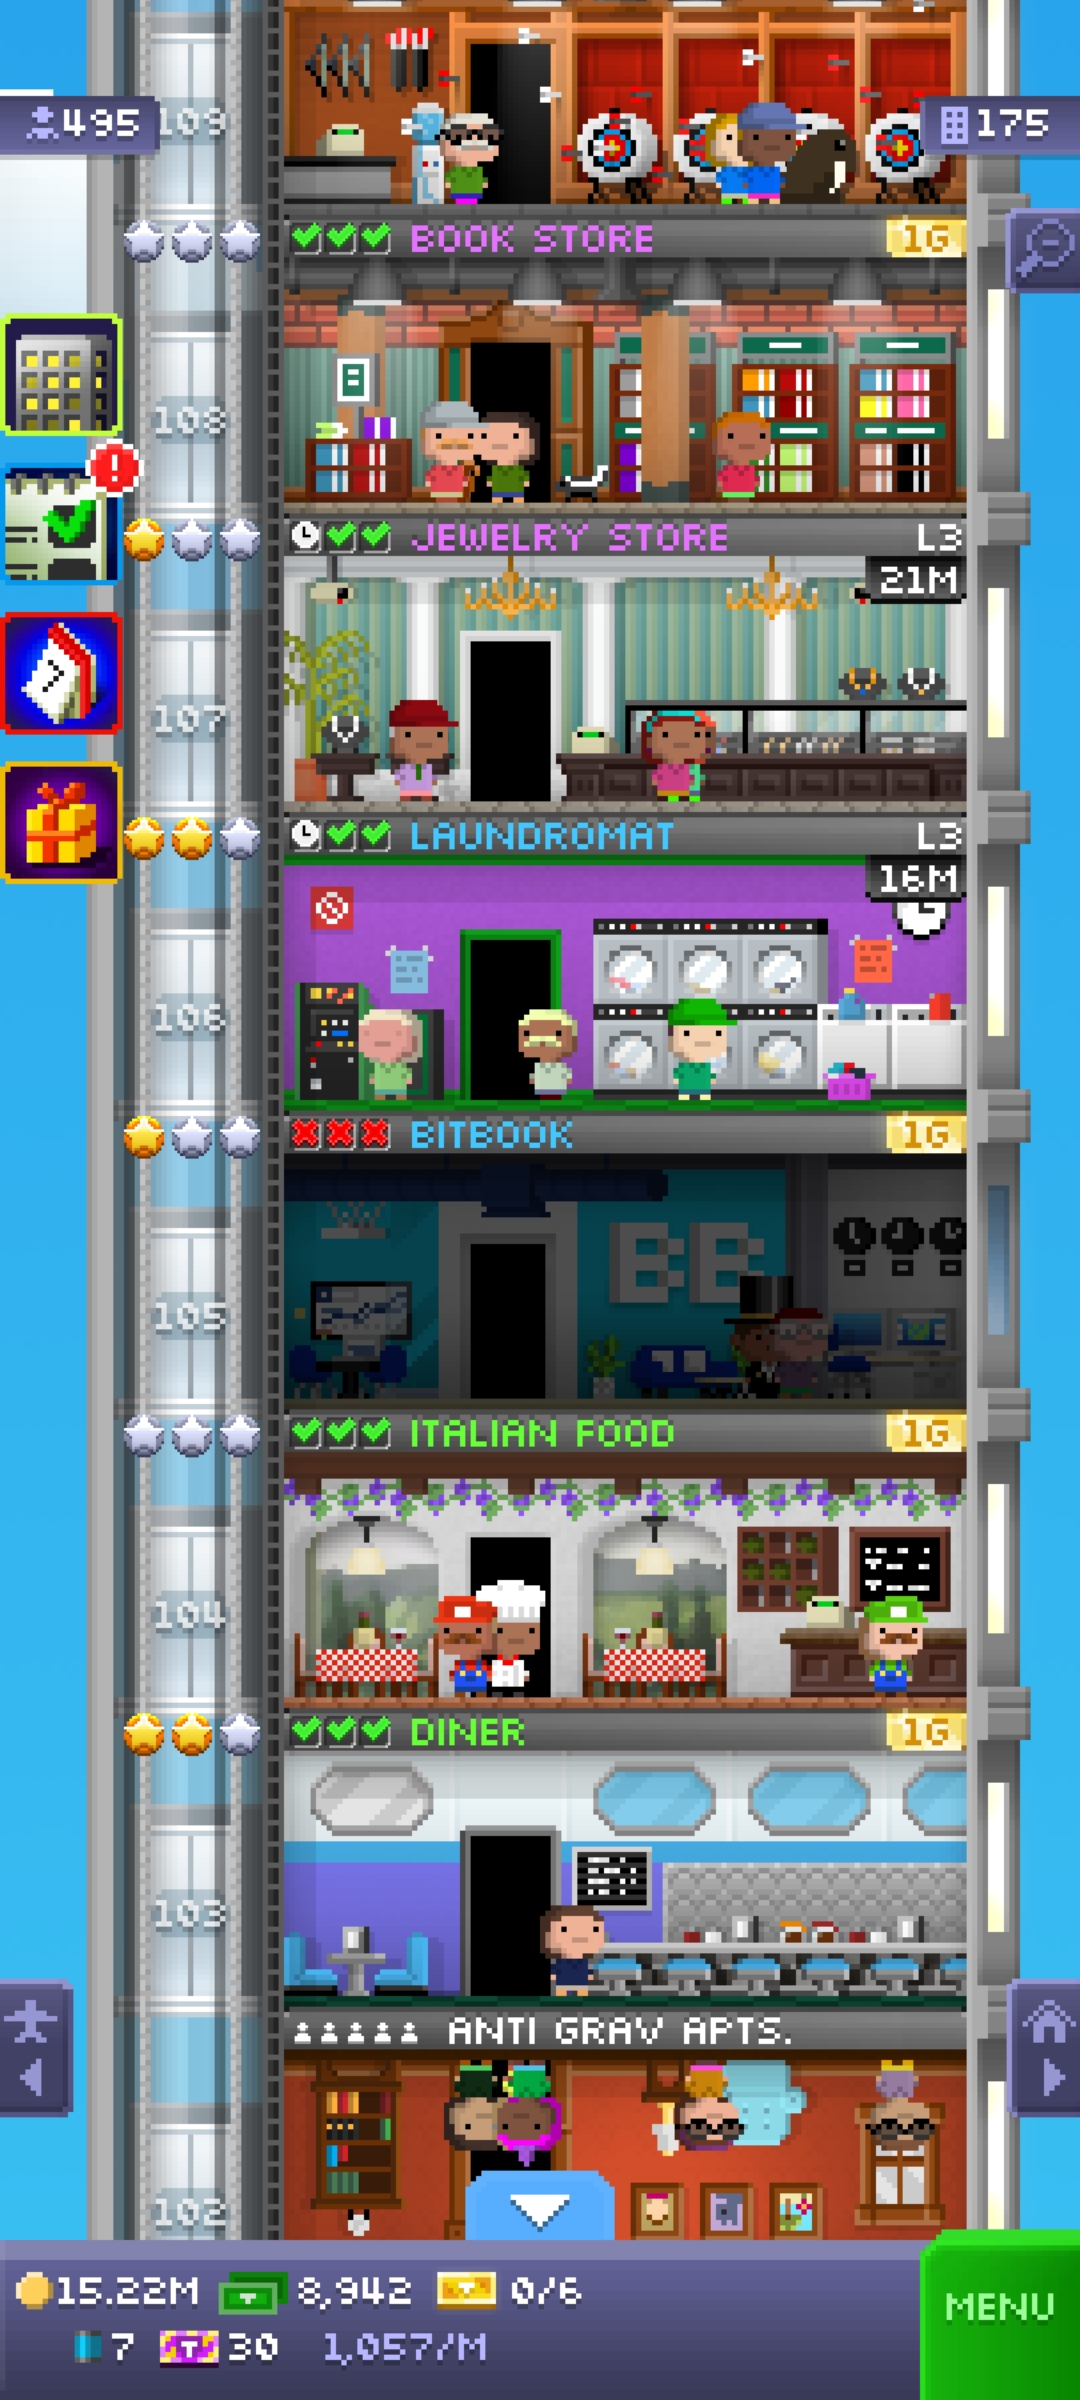 495
109
175
BOOK STORE
1G
108
JEWELRY STORE
L3
21M
7
107
LAUNDROMAT
L3
16M
106
BITBOOK
1G
BB
105
ITALIAN FOOD
1G
104
DINER
1G
103
ANTI GRAV APTS.
102
15.22M
8,942
0/6
MENU
7
T
30
1,057/M